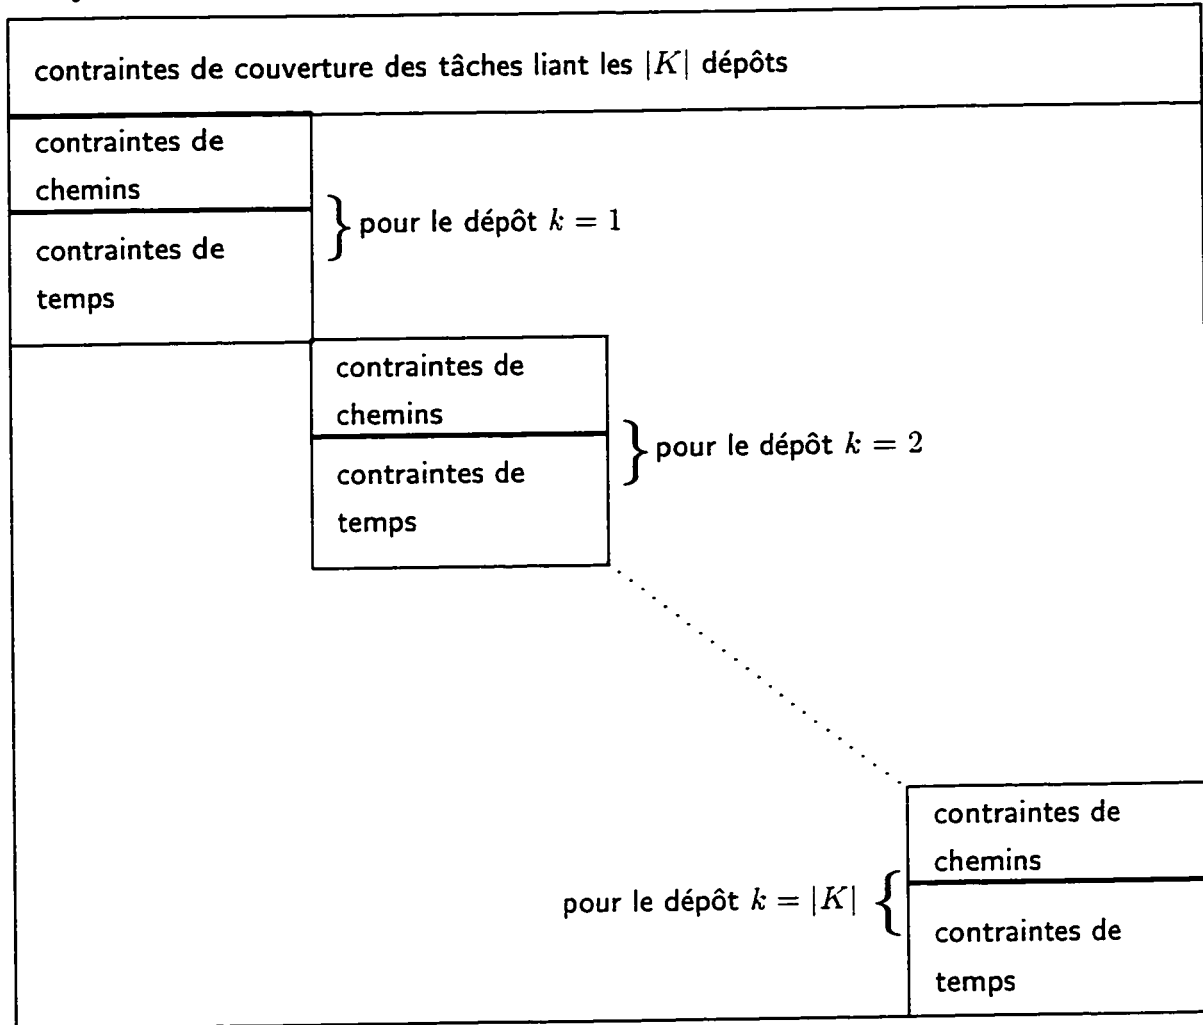 contraintes de couverture des tâches liant les |K| dépôts
contraintes de
chemins
contraintes de
temps
} pour le dépôt k = 1
contraintes de
chemins
contraintes de
temps
} pour le dépôt k = 2
pour le dépôt k = |K| {
contraintes de
chemins
contraintes de
temps